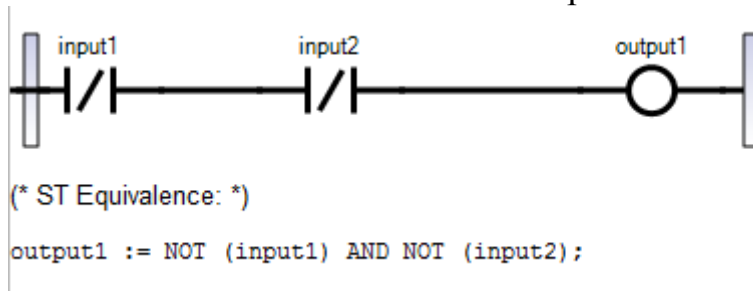 input1 input2 output1
(* ST Equivalence: *)
output1 := NOT (input1) AND NOT (input2);